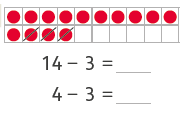 14 − 3 = ____
4 − 3 = ____